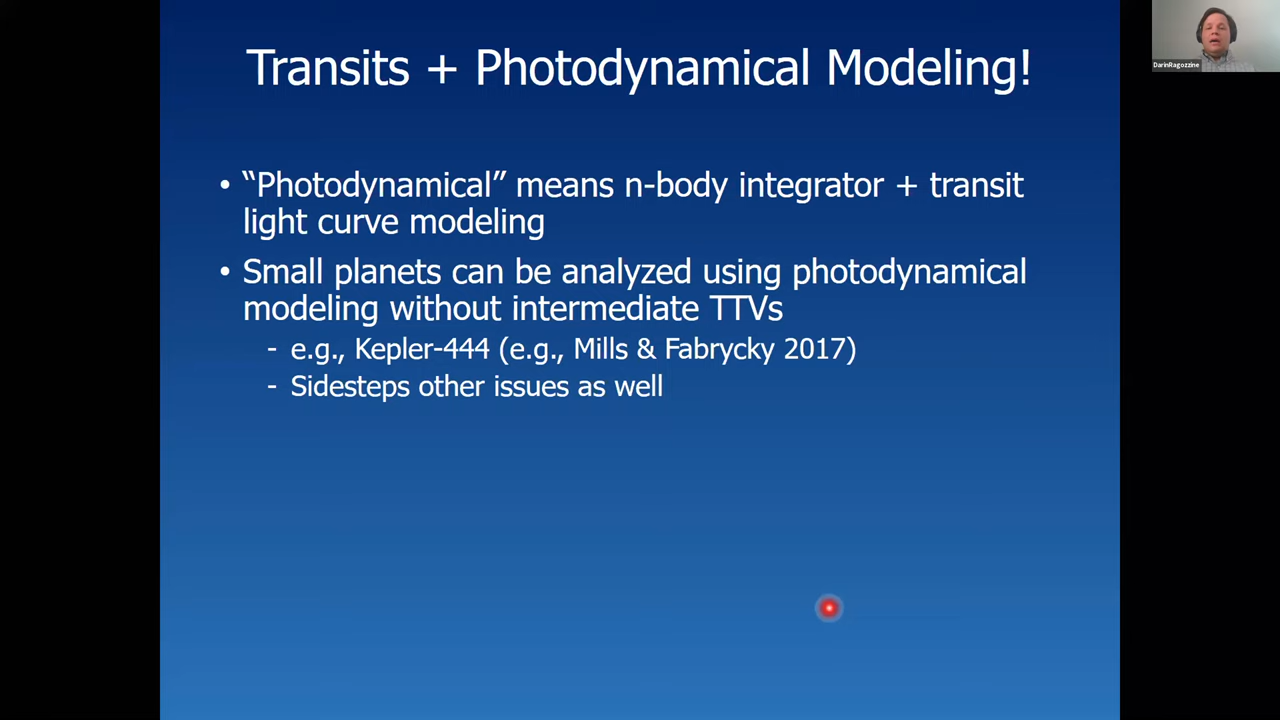 Transits + Photodynamical Modeling!
DarinRagozzine
• “Photodynamical” means n-body integrator + transit
light curve modeling
• Small planets can be analyzed using photodynamical
modeling without intermediate TTVs
- e.g., Kepler-444 (e.g., Mills & Fabrycky 2017)
- Sidesteps other issues as well